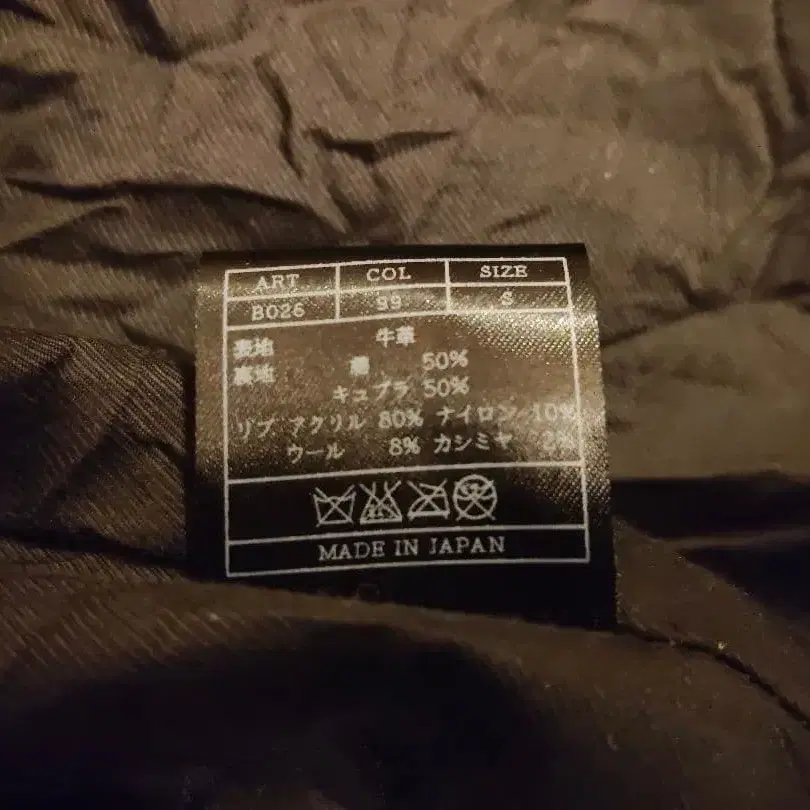 ART COL SIZE
B026 99 S
表地 牛革
裏地 綿 50%
キュプラ 50%
リブ アクリル 80% ナイロン 10%
ウール 8% カシミヤ 2%
MADE IN JAPAN